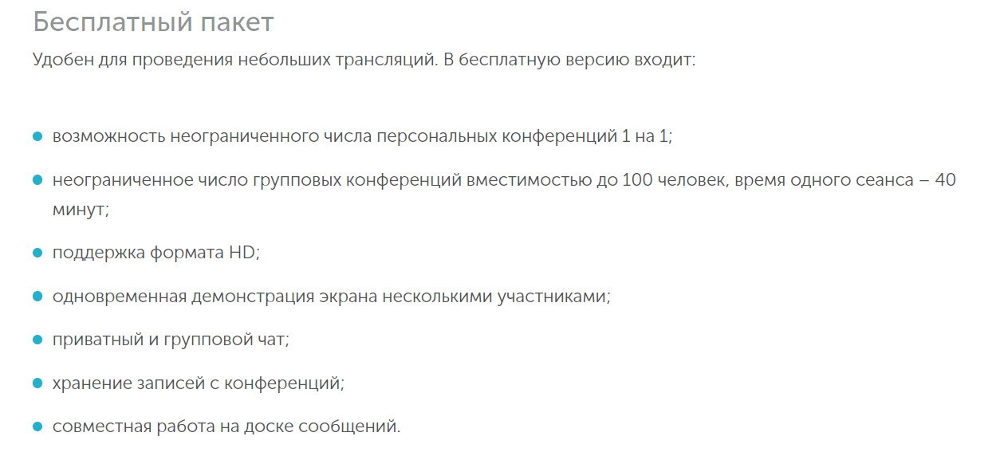 Бесплатный пакет
Удобен для проведения небольших трансляций. В бесплатную версию входит:
возможность неограниченного числа персональных конференций 1 на 1;
неограниченное число групповых конференций вместимостью до 100 человек, время одного сеанса – 40
минут;
поддержка формата HD;
одновременная демонстрация экрана несколькими участниками;
приватный и групповой чат;
хранение записей с конференций;
совместная работа на доске сообщений.